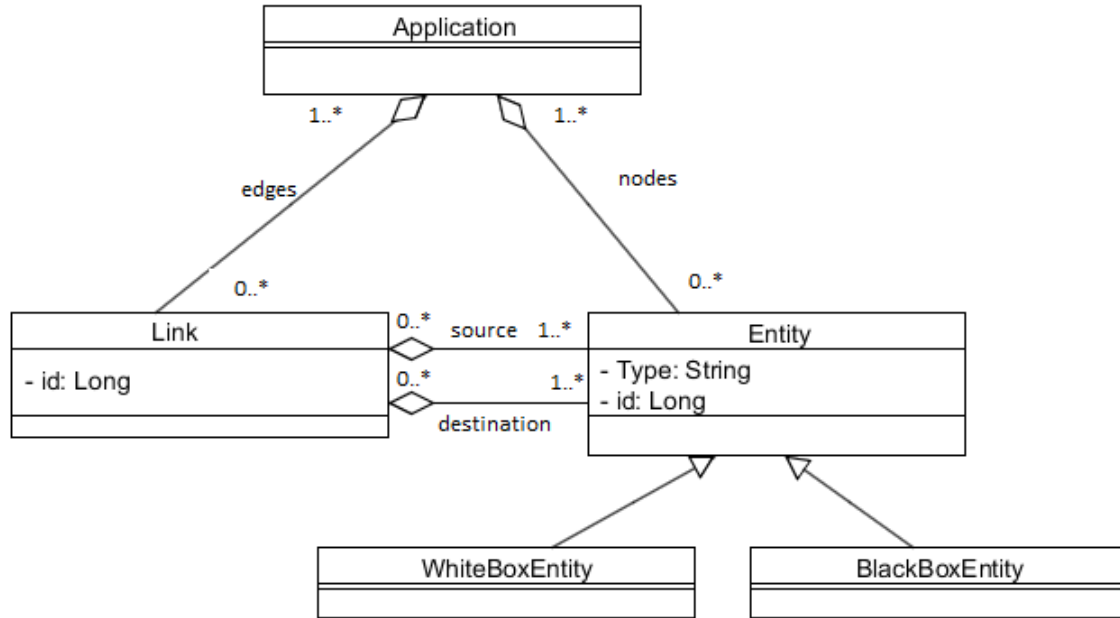 Application
1..*
1..*
edges
nodes
0..*
0..*
Link
- id: Long
0..*
source
1..*
0..*
1..*
destination
Entity
- Type: String
- id: Long
WhiteBoxEntity
BlackBoxEntity